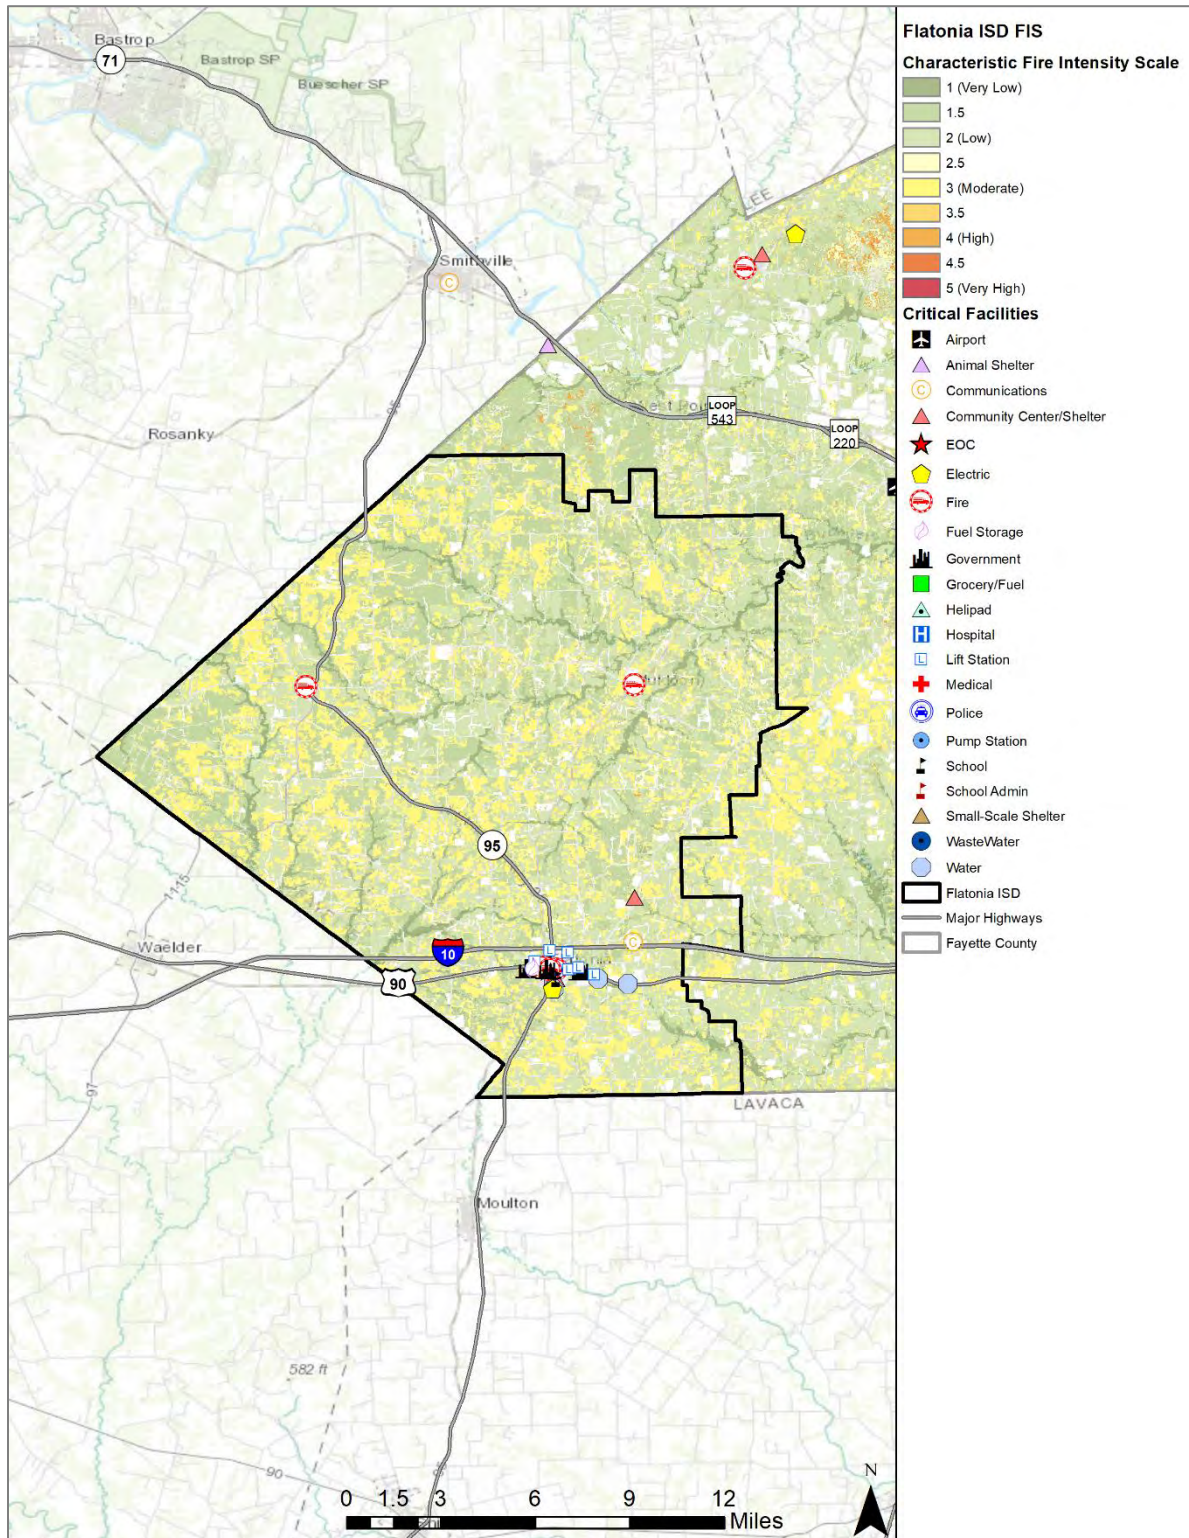 Bastrop
71
Bastrop SP
Buescher SP
LEE
Smithville
C
95
LOOP
543
LOOP
220
Rosanky
95
1115
Waelder
10
90
L
L
L
L
L
C
97
LAVACA
Moulton
582 ft
90
95
N
0 1.5 3 6 9 12
Miles
Flatonia ISD FIS
Characteristic Fire Intensity Scale
1 (Very Low)
1.5
2 (Low)
2.5
3 (Moderate)
3.5
4 (High)
4.5
5 (Very High)
Critical Facilities
Airport
Animal Shelter
C Communications
Community Center/Shelter
EOC
Electric
Fire
Fuel Storage
Government
Grocery/Fuel
Helipad
H Hospital
L Lift Station
Medical
Police
Pump Station
School
School Admin
Small-Scale Shelter
WasteWater
Water
Flatonia ISD
Major Highways
Fayette County